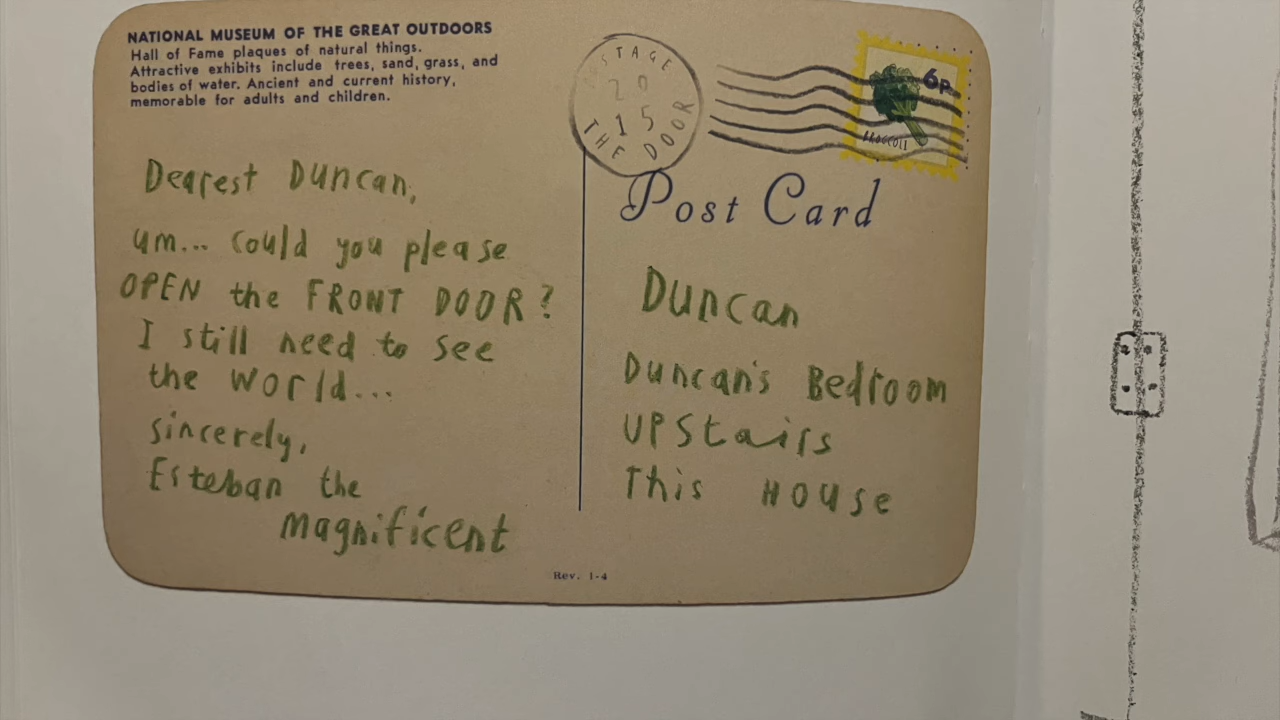 NATIONAL MUSEUM OF THE GREAT OUTDOORS
Hall of Fame plaques of natural things.
Attractive exhibits include trees, sand, grass, and
bodies of water. Ancient and current history,
memorable for adults and children.
Dearest Duncan,
um... could you please
OPEN the FRONT DOOR?
I still need to see
the world...
sincerely,
Esteban the
magnificent
STAGE
20
15
THE DOOR
6P
BROCCOLI
Post Card
Duncan
Duncan's Bedroom
UPStairs
This HOUSE
Rev. 1-4